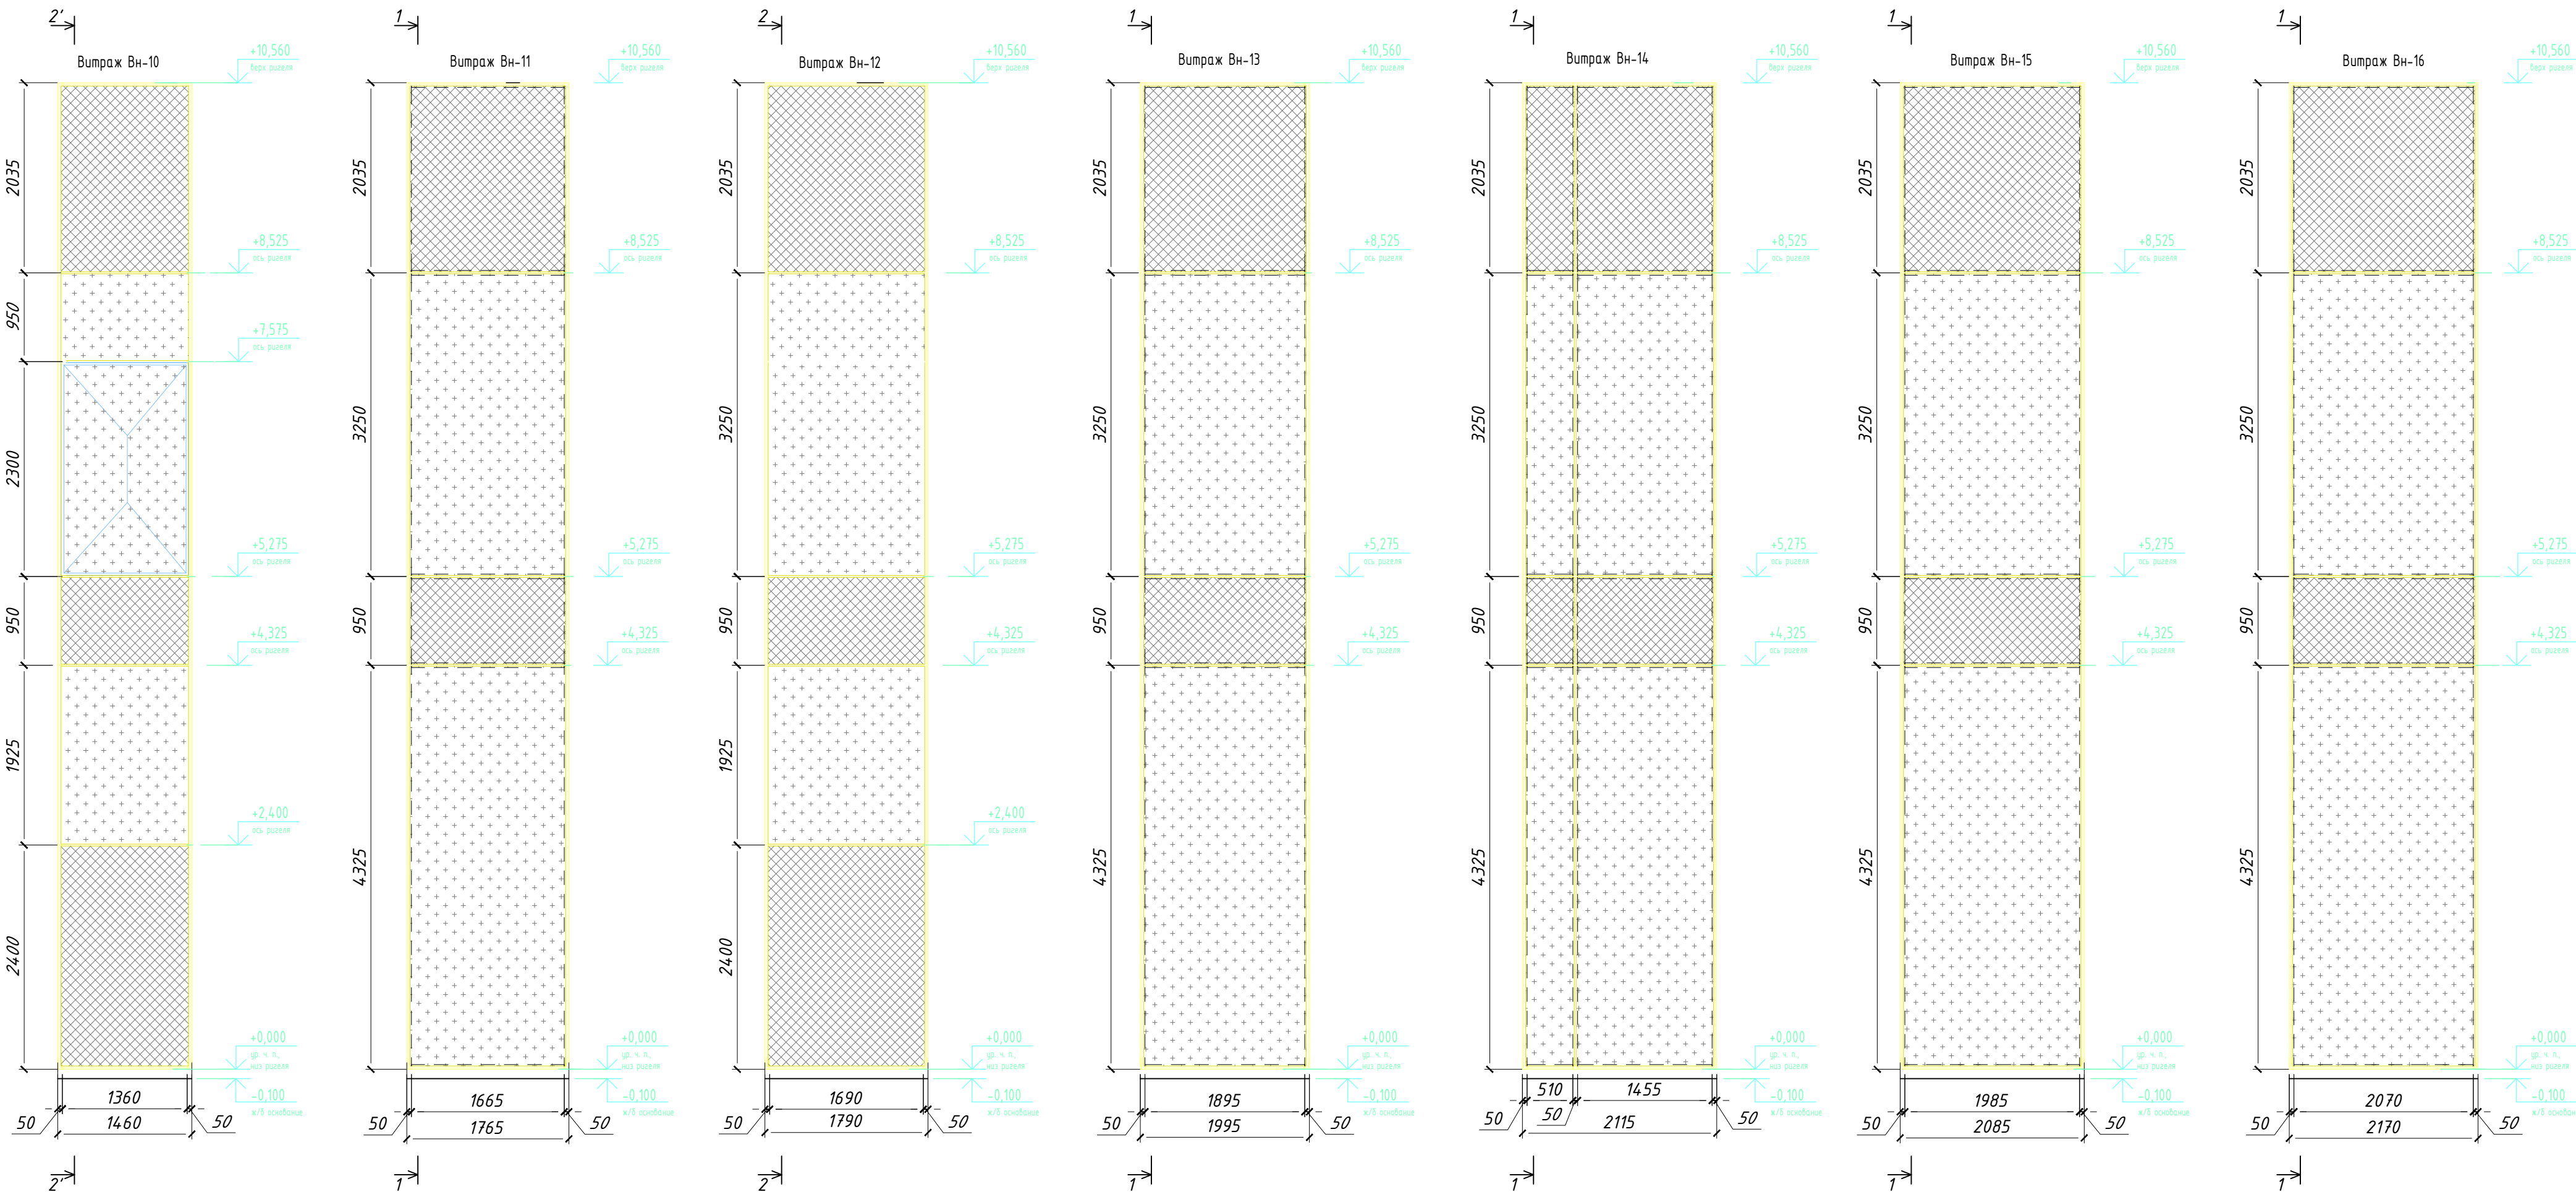 2'
Витраж Вн-10
+10,560
верх ригеля
2035
+8,525
ось ригеля
950
+7,575
ось ригеля
2300
+5,275
ось ригеля
950
+4,325
ось ригеля
1925
+2,400
ось ригеля
2400
+0,000
ур. ч. п.,
низ ригеля
-0,100
ж/б основание
1360
50
1460
50
2'
1
Витраж Вн-11
+10,560
верх ригеля
2035
+8,525
ось ригеля
3250
+5,275
ось ригеля
950
+4,325
ось ригеля
4325
+0,000
ур. ч. п.,
низ ригеля
-0,100
ж/б основание
1665
50
1765
50
1
2
Витраж Вн-12
+10,560
верх ригеля
2035
+8,525
ось ригеля
3250
+5,275
ось ригеля
950
+4,325
ось ригеля
1925
+2,400
ось ригеля
2400
+0,000
ур. ч. п.,
низ ригеля
-0,100
ж/б основание
1690
50
1790
50
2
1
Витраж Вн-13
+10,560
верх ригеля
2035
+8,525
ось ригеля
3250
+5,275
ось ригеля
950
+4,325
ось ригеля
4325
+0,000
ур. ч. п.,
низ ригеля
-0,100
ж/б основание
1895
50
1995
50
1
1
Витраж Вн-14
+10,560
верх ригеля
2035
+8,525
ось ригеля
3250
+5,275
ось ригеля
950
+4,325
ось ригеля
4325
+0,000
ур. ч. п.,
низ ригеля
-0,100
ж/б основание
510
1455
50
50
2115
50
1
1
Витраж Вн-15
+10,560
верх ригеля
2035
+8,525
ось ригеля
3250
+5,275
ось ригеля
950
+4,325
ось ригеля
4325
+0,000
ур. ч. п.,
низ ригеля
-0,100
ж/б основание
1985
50
2085
50
1
1
Витраж Вн-16
+10,560
верх ригеля
2035
+8,525
ось ригеля
3250
+5,275
ось ригеля
950
+4,325
ось ригеля
4325
+0,000
ур. ч. п.,
низ ригеля
-0,100
ж/б основание
2070
50
2170
50
1